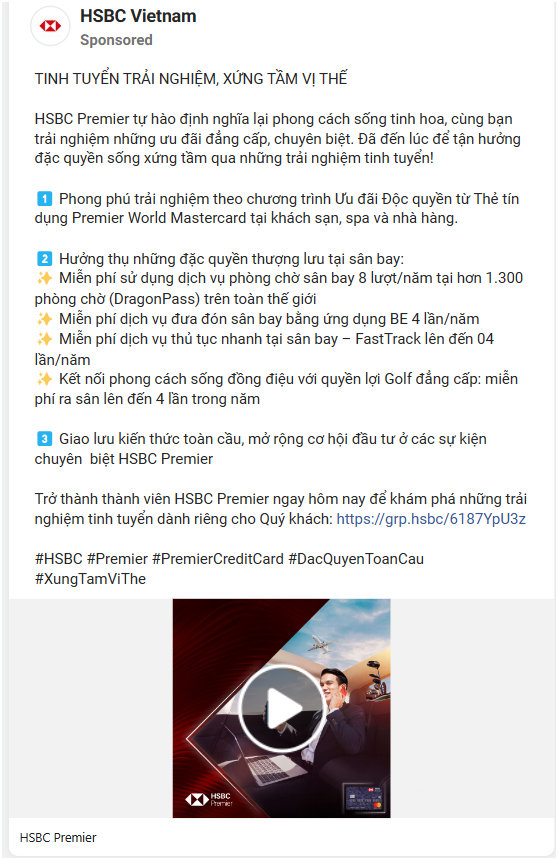 HSBC Vietnam
Sponsored
TINH TUYỂN TRẢI NGHIỆM, XỨNG TẦM VỊ THẾ
HSBC Premier tự hào định nghĩa lại phong cách sống tinh hoa, cùng bạn
trải nghiệm những ưu đãi đẳng cấp, chuyên biệt. Đã đến lúc để tận hưởng
đặc quyền sống xứng tầm qua những trải nghiệm tinh tuyển!
1 Phong phú trải nghiệm theo chương trình Ưu đãi Độc quyền từ Thẻ tín
dụng Premier World Mastercard tại khách sạn, spa và nhà hàng.
2 Hưởng thụ những đặc quyền thượng lưu tại sân bay:
✨ Miễn phí sử dụng dịch vụ phòng chờ sân bay 8 lượt/năm tại hơn 1.300
phòng chờ (DragonPass) trên toàn thế giới
✨ Miễn phí dịch vụ đưa đón sân bay bằng ứng dụng BE 4 lần/năm
✨ Miễn phí dịch vụ thủ tục nhanh tại sân bay – FastTrack lên đến 04
lần/năm
✨ Kết nối phong cách sống đồng điệu với quyền lợi Golf đẳng cấp: miễn
phí ra sân lên đến 4 lần trong năm
3 Giao lưu kiến thức toàn cầu, mở rộng cơ hội đầu tư ở các sự kiện
chuyên biệt HSBC Premier
Trở thành thành viên HSBC Premier ngay hôm nay để khám phá những trải
nghiệm tinh tuyển dành riêng cho Quý khách: https://grp.hsbc/6187YpU3z
#HSBC #Premier #PremierCreditCard #DacQuyenToanCau
#XungTamViThe
HSBC
Premier
HSBC Premier